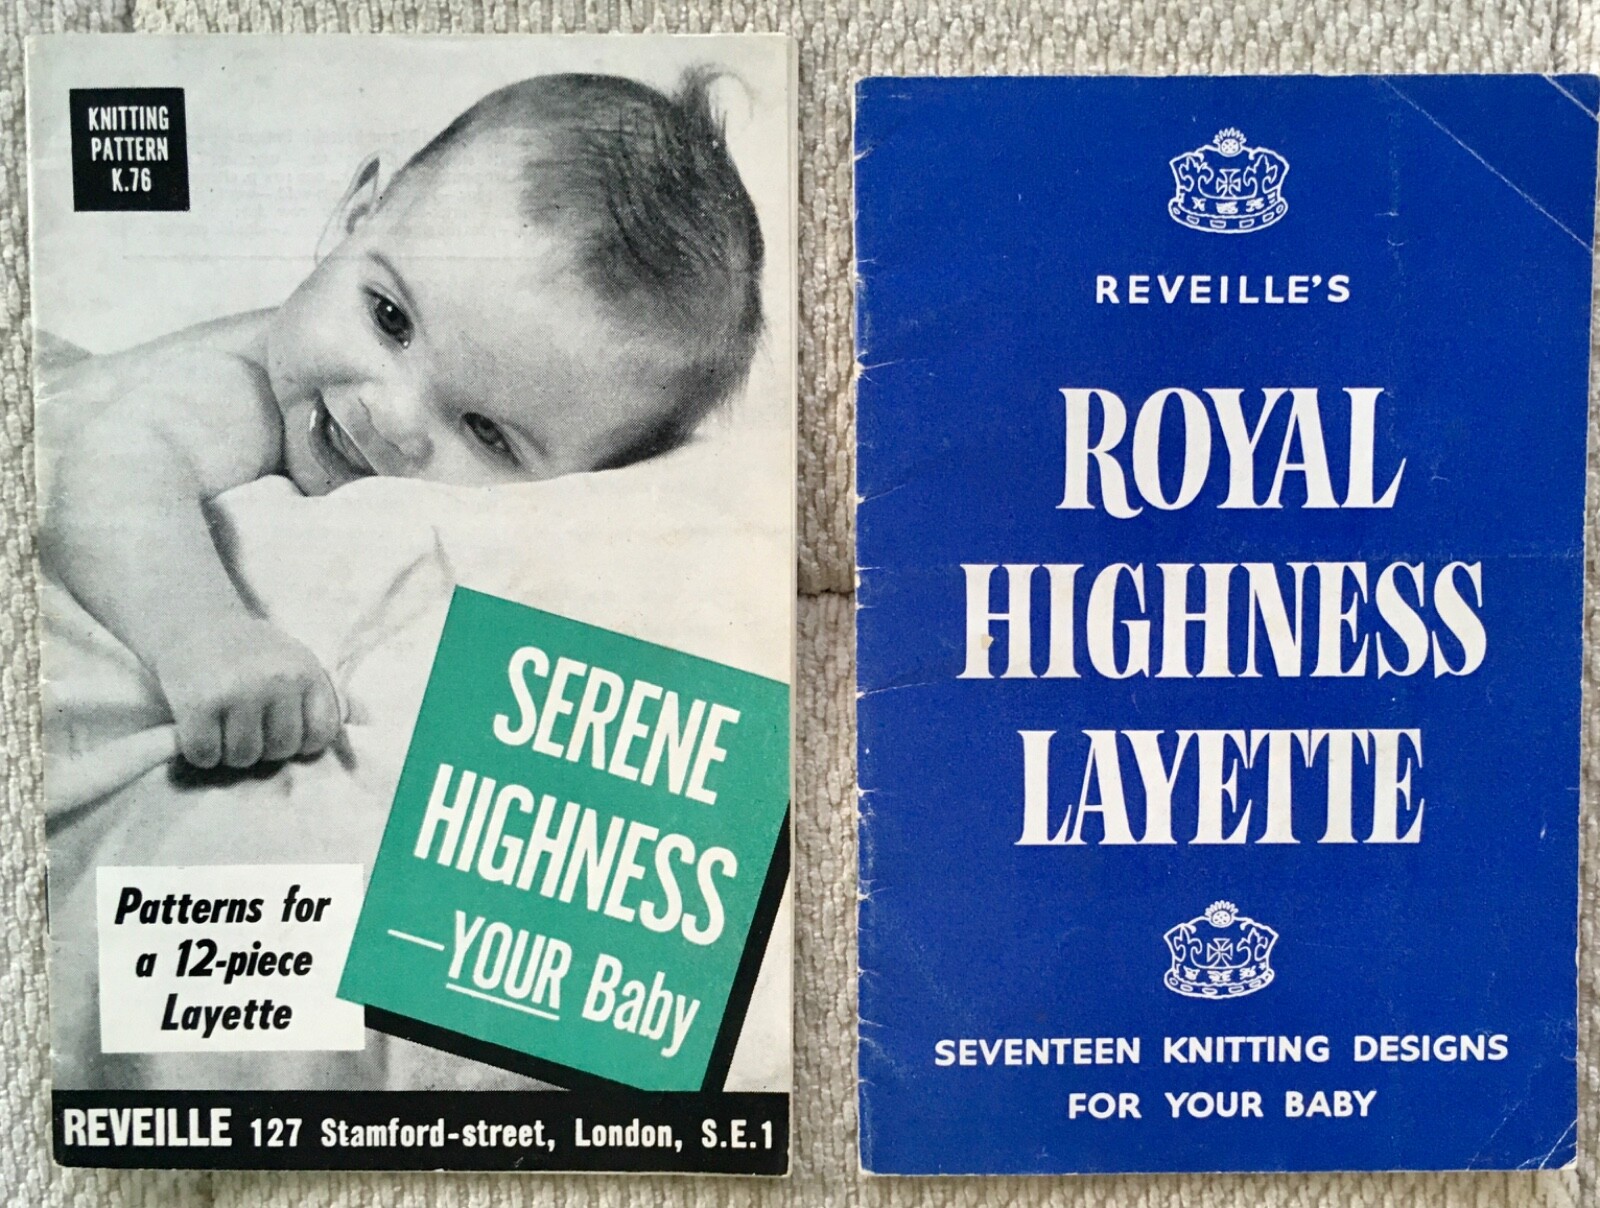 KNITTING
PATTERN
K.76
SERENE
HIGHNESS
—YOUR Baby
Patterns for
a 12-piece
Layette
REVEILLE 127 Stamford-street, London, S.E.1
REVEILLE'S
ROYAL
HIGHNESS
LAYETTE
SEVENTEEN KNITTING DESIGNS
FOR YOUR BABY